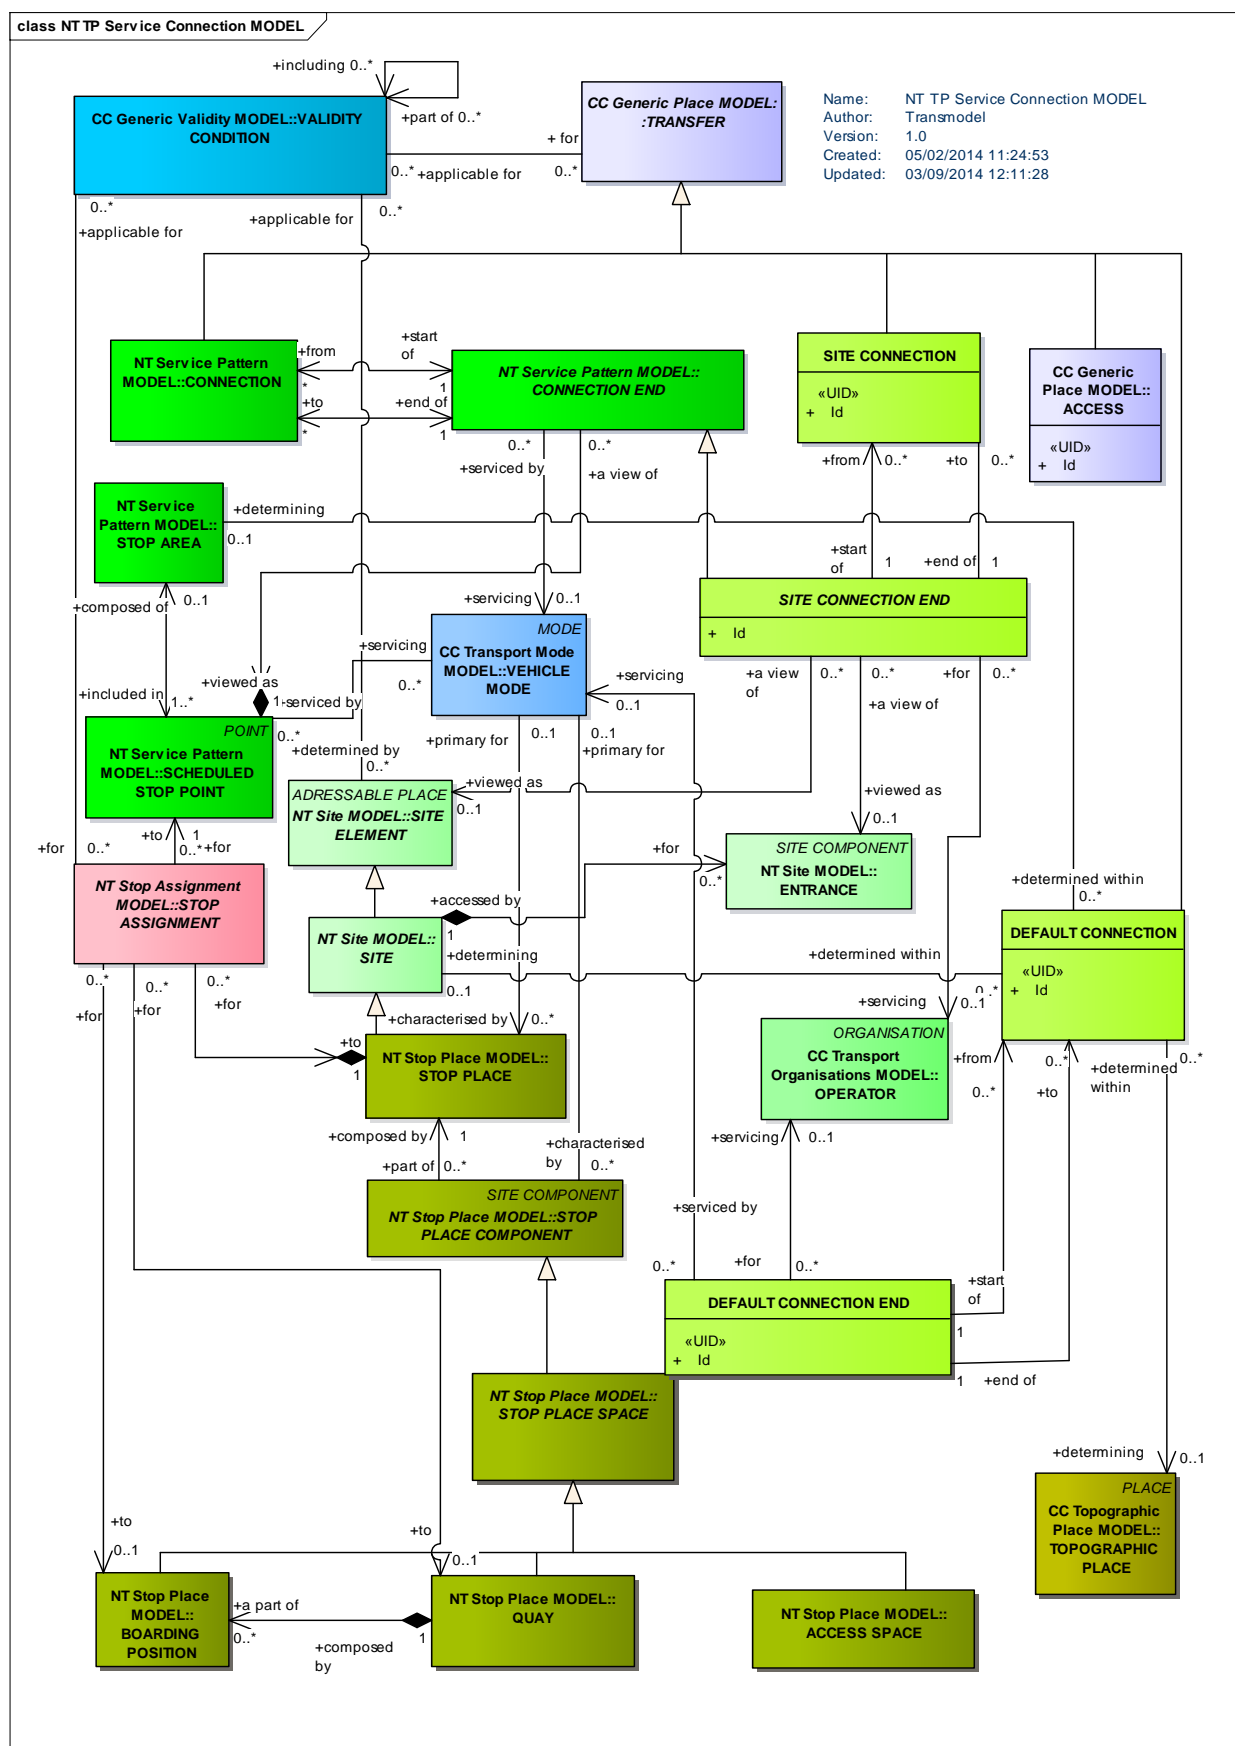 class NT TP Service Connection MODEL
+including 0..*
+part of 0..*
CC Generic Validity MODEL::VALIDITY
CONDITION
CC Generic Place MODEL:
:TRANSFER
Name: NT TP Service Connection MODEL
Author: Transmodel
Version: 1.0
Created: 05/02/2014 11:24:53
Updated: 03/09/2014 12:11:28
+ for
0..*
+applicable for
0..*
0..*
+applicable for
+applicable for
0..*
NT Service Pattern
MODEL::CONNECTION
+from
*
+to
*
+start
of
1
+end of
1
NT Service Pattern MODEL::
CONNECTION END
SITE CONNECTION
«UID»
+ Id
CC Generic
Place MODEL::
ACCESS
«UID»
+ Id
0..*
+serviced by
0..*
+a view of
+from
0..*
+to
0..*
NT Service
Pattern MODEL::
STOP AREA
+determining
0..1
+composed of
0..1
+start
of
1
+end of
1
SITE CONNECTION END
+ Id
+servicing
0..1
MODE
CC Transport Mode
MODEL::VEHICLE
MODE
+servicing
0..*
+servicing
0..1
+a view
of
0..*
0..*
+a view of
+for
0..*
+viewed as
1
+serviced by
0..*
+included in
1..*
POINT
NT Service Pattern
MODEL::SCHEDULED
STOP POINT
+determined by
0..*
+primary for
0..1
0..1
+primary for
ADRESSABLE PLACE
NT Site MODEL::SITE
ELEMENT
+viewed as
0..1
+viewed as
0..1
SITE COMPONENT
NT Site MODEL::
ENTRANCE
+for
0..*
+to
1
0..*
+for
+for
0..*
NT Stop Assignment
MODEL::STOP
ASSIGNMENT
+accessed by
1
NT Site MODEL::
SITE
+determining
0..1
+determined within
0..*
DEFAULT CONNECTION
«UID»
+ Id
+determined within
0..*
0..*
+for
0..*
+for
0..*
+for
+characterised by
0..*
+to
1
NT Stop Place MODEL::
STOP PLACE
+servicing
0..1
ORGANISATION
CC Transport
Organisations MODEL::
OPERATOR
+from
0..*
0..*
+to
+determined
within
0..*
+composed by
1
+part of
0..*
+characterised
by
0..*
+servicing
0..1
SITE COMPONENT
NT Stop Place MODEL::STOP
PLACE COMPONENT
+serviced by
0..*
+for
0..*
DEFAULT CONNECTION END
«UID»
+ Id
+start
of
1
1
+end of
NT Stop Place MODEL::
STOP PLACE SPACE
+determining
0..1
PLACE
CC Topographic
Place MODEL::
TOPOGRAPHIC
PLACE
+to
0..1
+to
0..1
NT Stop Place
MODEL::
BOARDING
POSITION
+a part of
0..*
+composed
by
1
NT Stop Place MODEL::
QUAY
NT Stop Place MODEL::
ACCESS SPACE